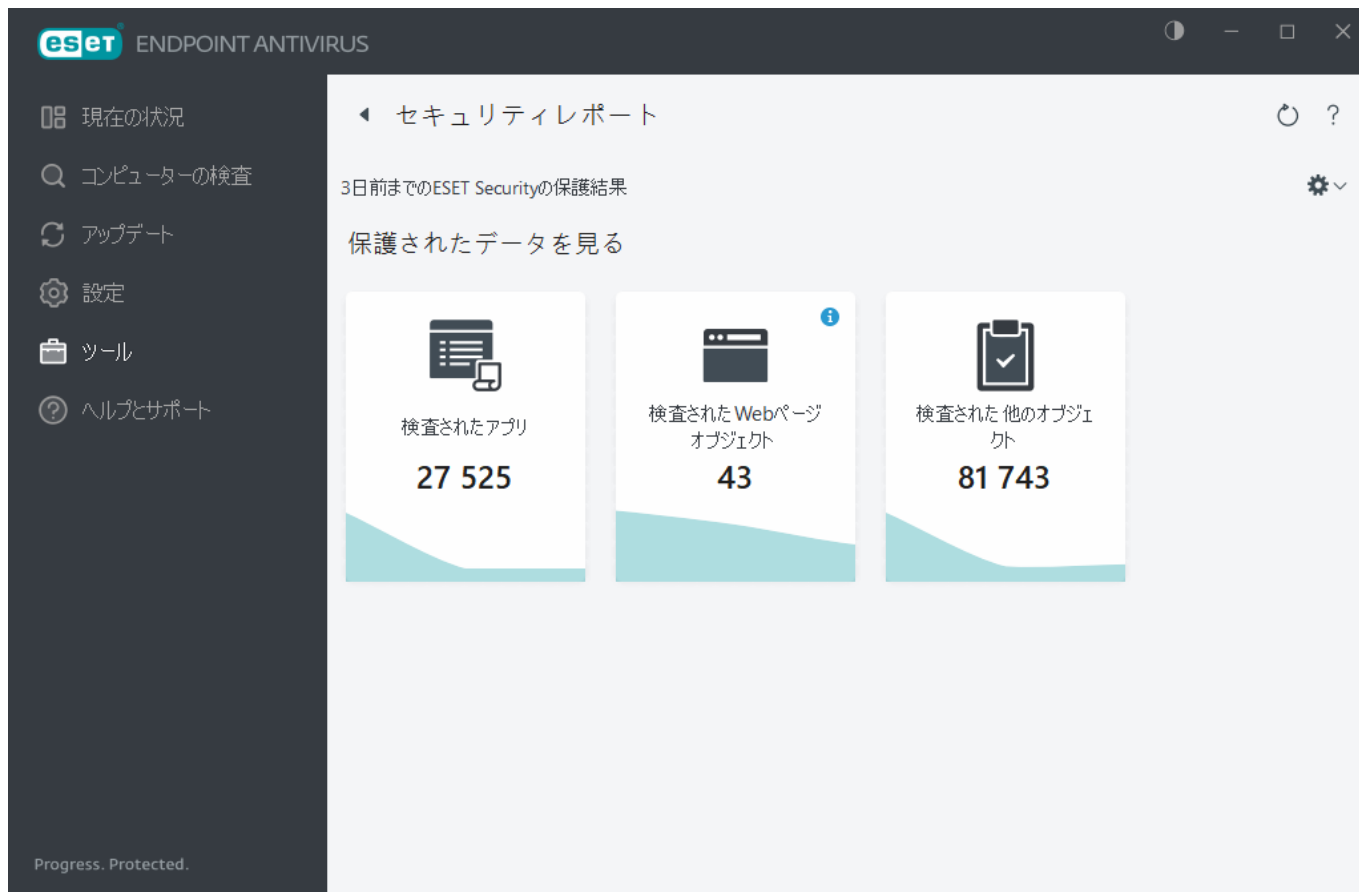 eseT ENDPOINT ANTIVIRUS
現在の状況
コンピューターの検査
アップデート
設定
ツール
ヘルプとサポート
Progress. Protected.
セキュリティレポート
?
3日前までのESET Securityの保護結果
保護されたデータを見る
検査されたアプリ
27 525
検査されたWebページ
オブジェクト
43
検査された他のオブジェ
クト
81 743